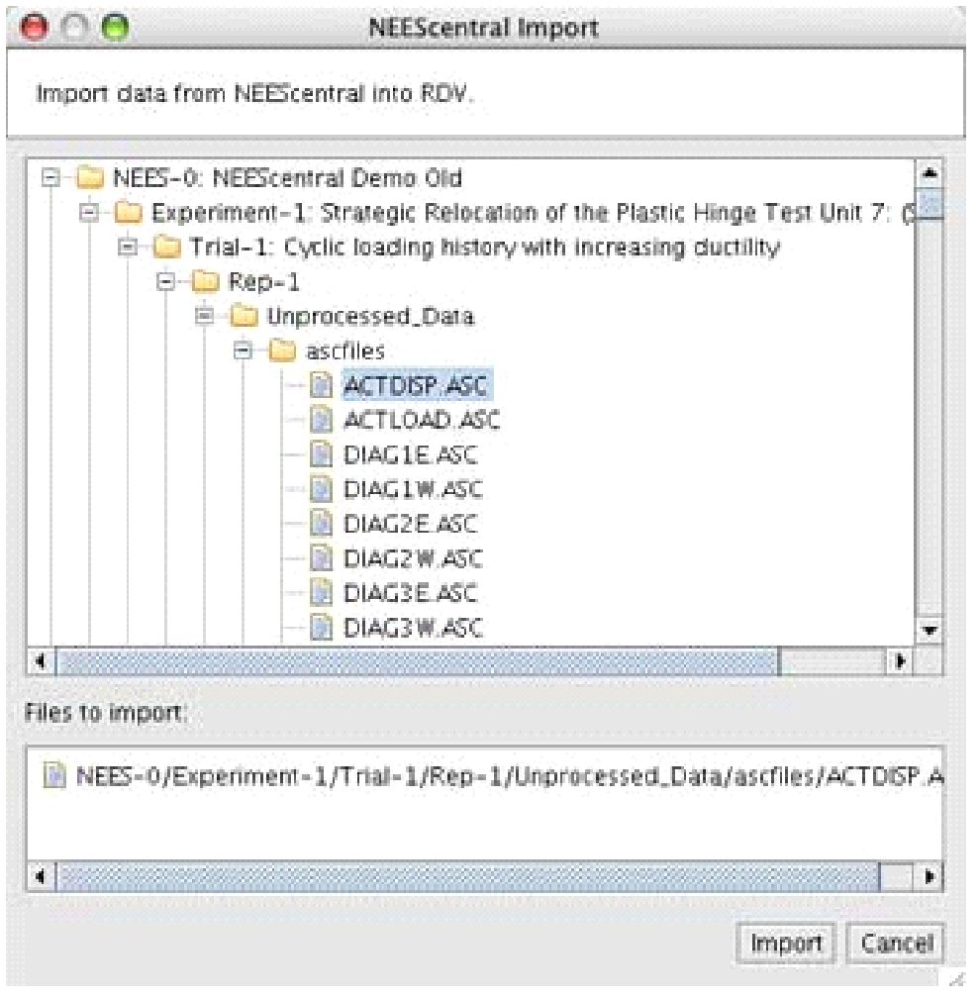 NEEScentral Import
Import data from NEEScentral into RDV.
NEES-0: NEEScentral Demo Old
Experiment-1: Strategic Relocation of the Plastic Hinge Test Unit 7: (
Trial-1: Cyclic loading history with increasing ductility
Rep-1
Unprocessed_Data
ascfiles
ACTDISP.ASC
ACTLOAD.ASC
DIAG1E.ASC
DIAG1W.ASC
DIAG2E.ASC
DIAG2W.ASC
DIAG3E.ASC
DIAG3W.ASC
Files to import:
NEES-0/Experiment-1/Trial-1/Rep-1/Unprocessed_Data/ascfiles/ACTDISP.A
Import Cancel